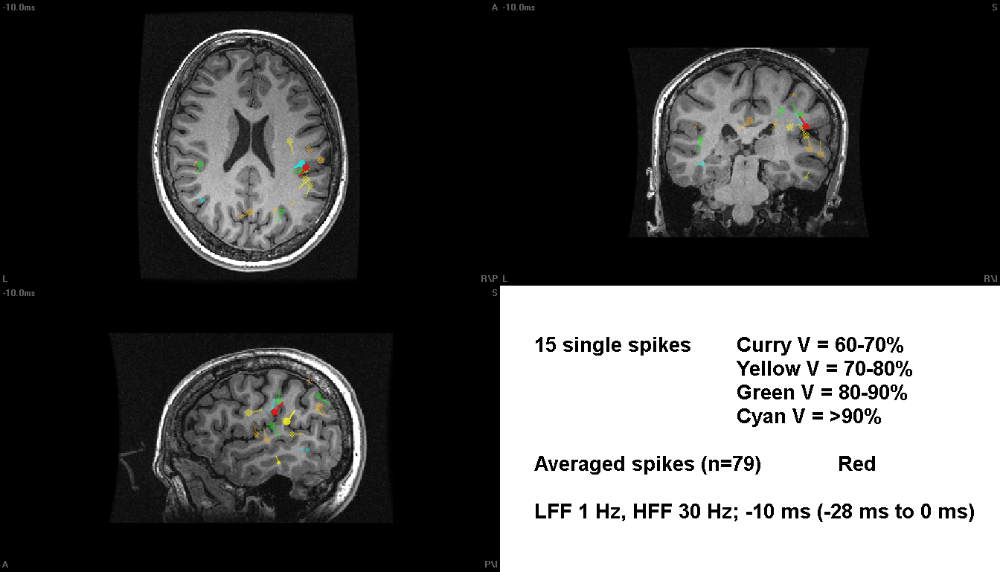 -10.0ms
A
-10.0ms
S
L
R\P
L
R\I
-10.0ms
S
A
P\I
15 single spikes
Curry V = 60-70%
Yellow V = 70-80%
Green V = 80-90%
Cyan V = >90%
Averaged spikes (n=79) Red
LFF 1 Hz, HFF 30 Hz; -10 ms (-28 ms to 0 ms)